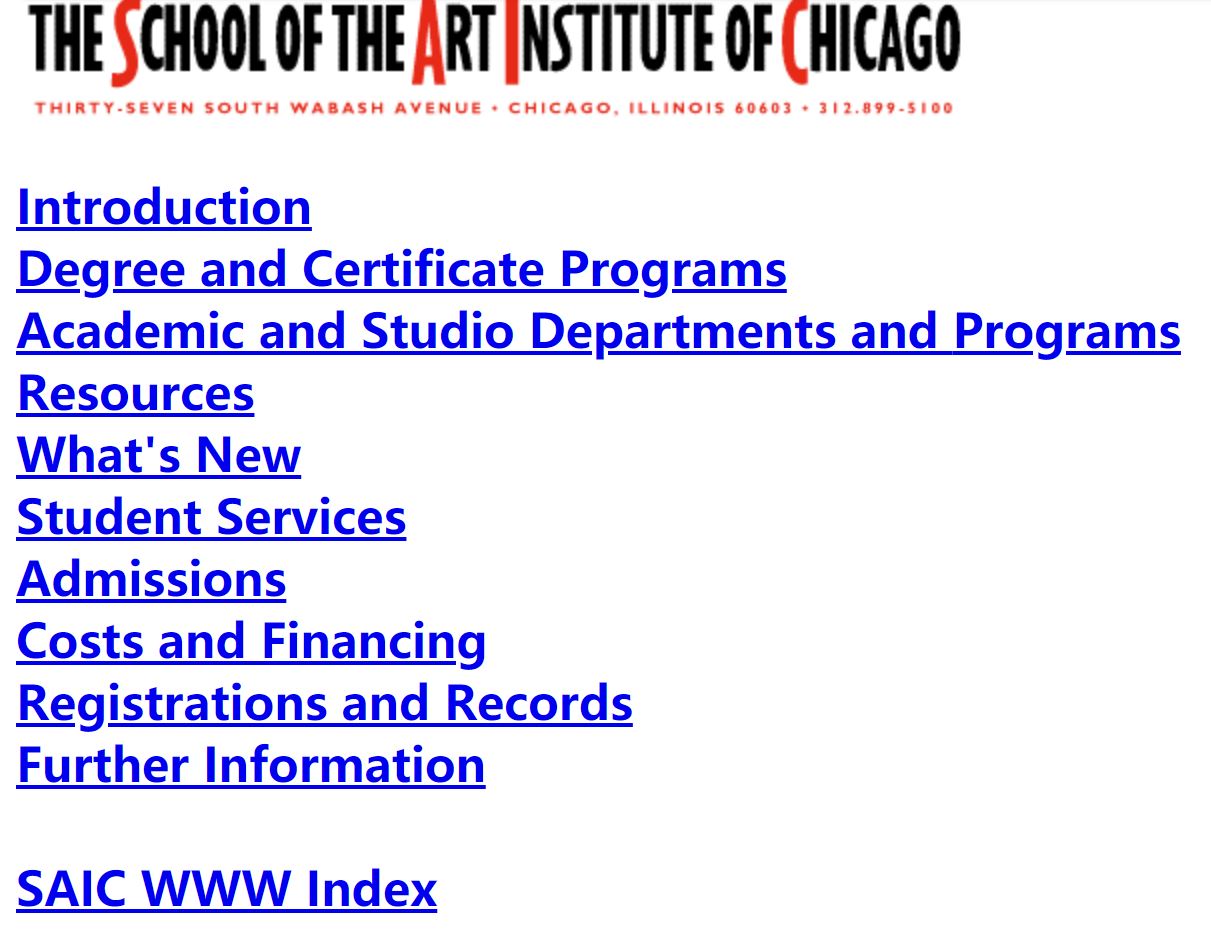 THE SCHOOL OF THE ART INSTITUTE OF CHICAGO
THIRTY-SEVEN SOUTH WABASH AVENUE • CHICAGO, ILLINOIS 60603 • 312.899-5100
Introduction
Degree and Certificate Programs
Academic and Studio Departments and Programs
Resources
What's New
Student Services
Admissions
Costs and Financing
Registrations and Records
Further Information
SAIC WWW Index